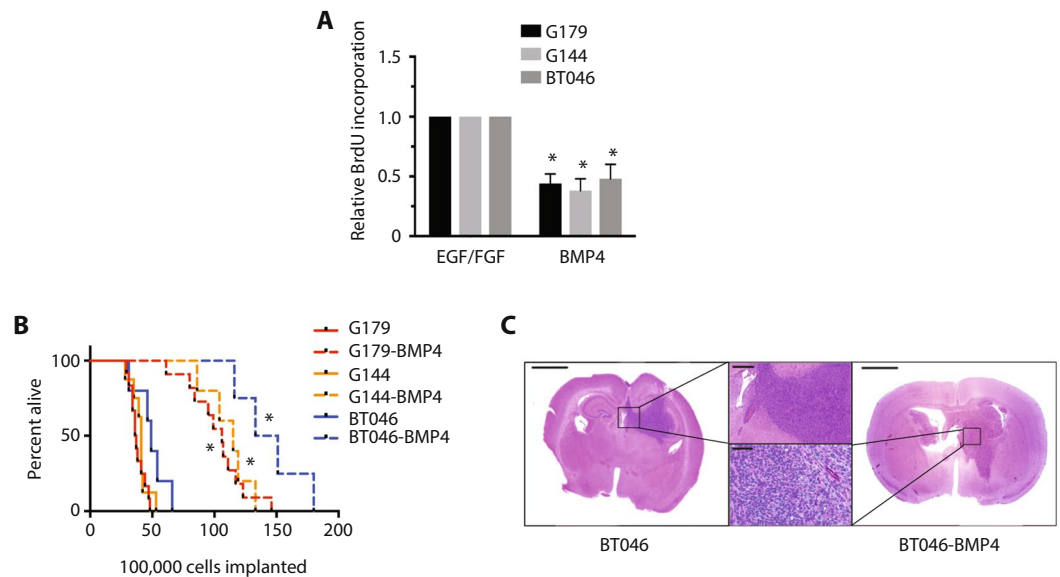 A
Relative BrdU incorporation
1.5
1.0
0.5
0
G179
G144
BT046
*
*
*
EGF/FGF
BMP4
B
Percent alive
100
50
0
G179
G179-BMP4
G144
G144-BMP4
BT046
BT046-BMP4
*
*
*
0
50
100
150
200
100,000 cells implanted
C
BT046
BT046-BMP4